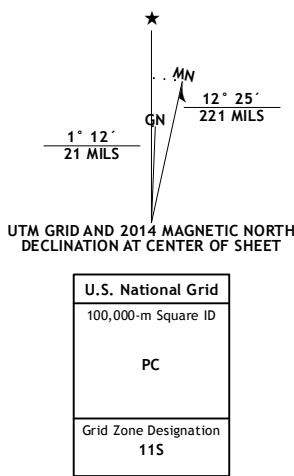 MN
12° 25´
221 MILS
GN
1° 12´
21 MILS
UTM GRID AND 2014 MAGNETIC NORTH
DECLINATION AT CENTER OF SHEET
U.S. National Grid
100,000-m Square ID
PC
Grid Zone Designation
11S